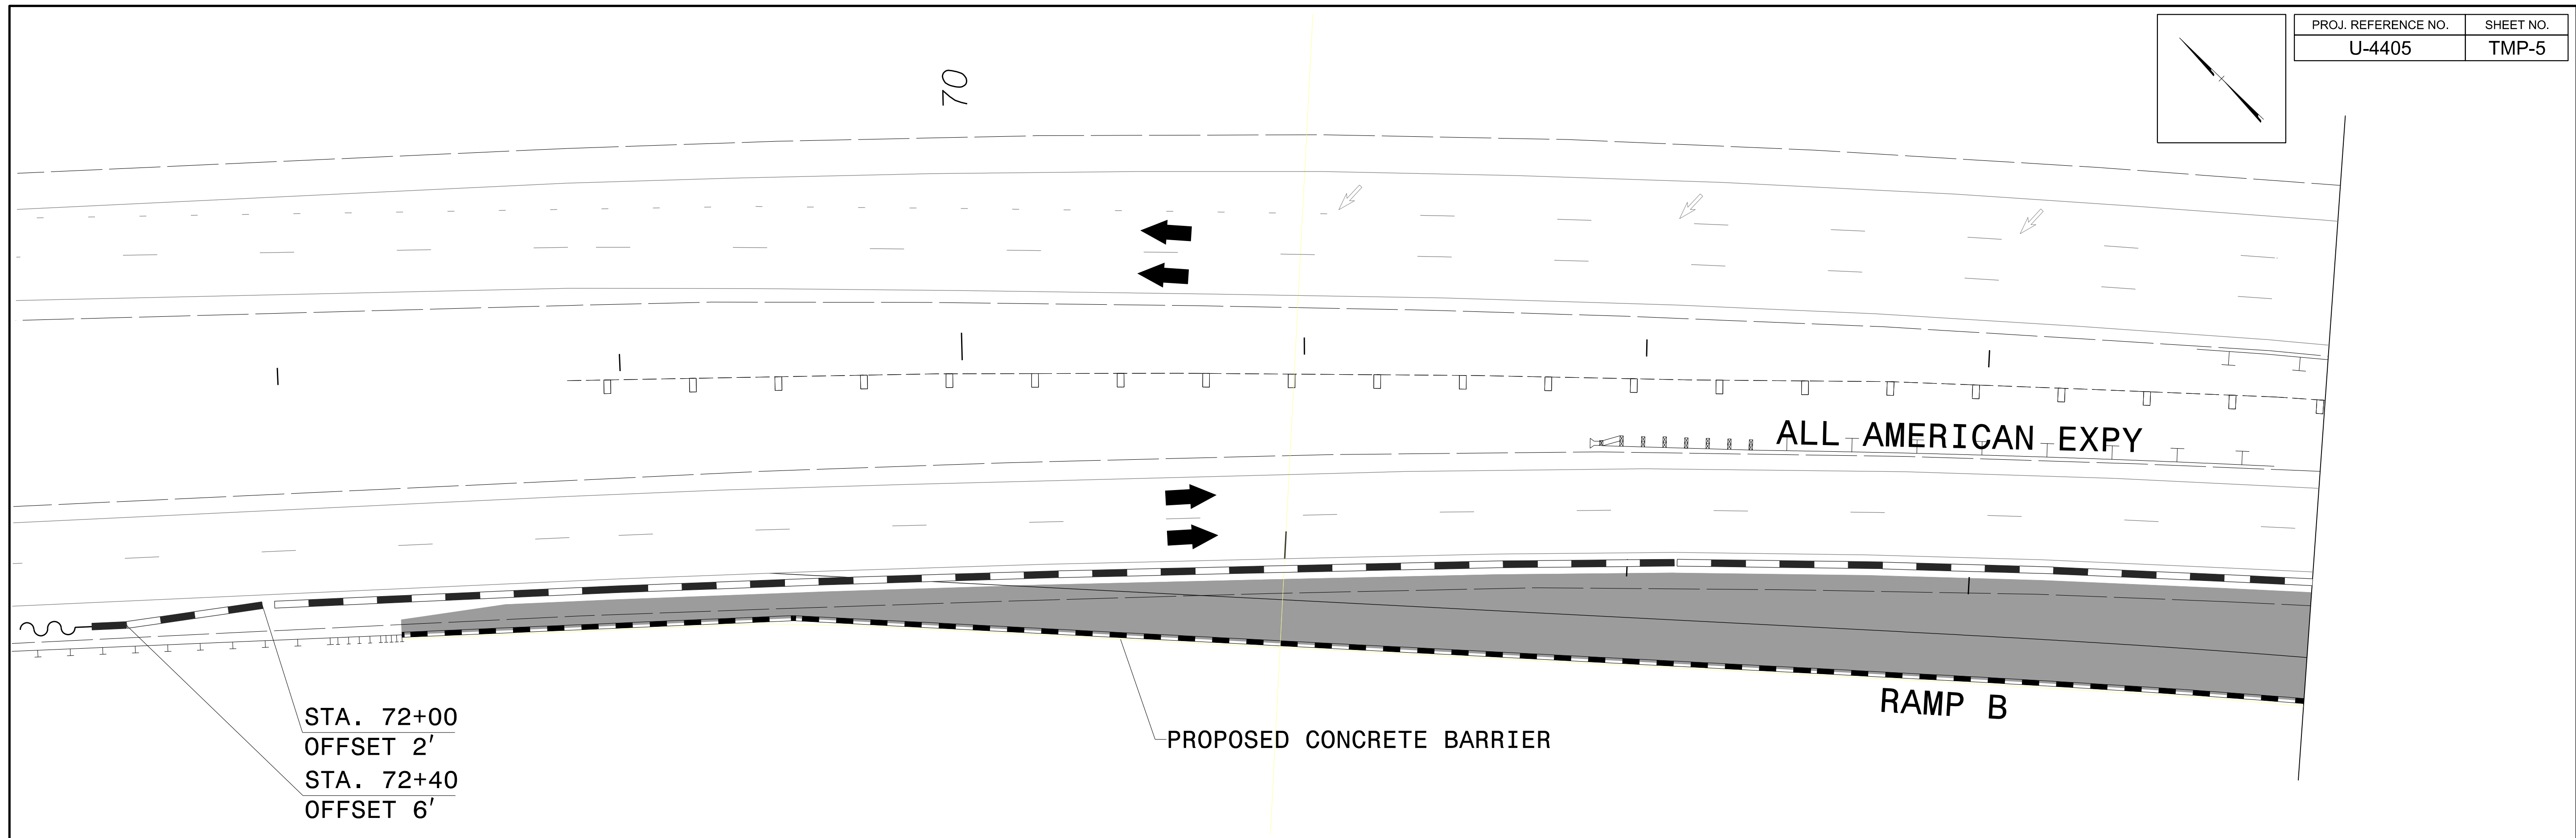 PROJ. REFERENCE NO. SHEET NO.
U-4405 TMP-5
70
ALL AMERICAN EXPY
STA. 72+00
OFFSET 2'
STA. 72+40
OFFSET 6'
PROPOSED CONCRETE BARRIER
RAMP B